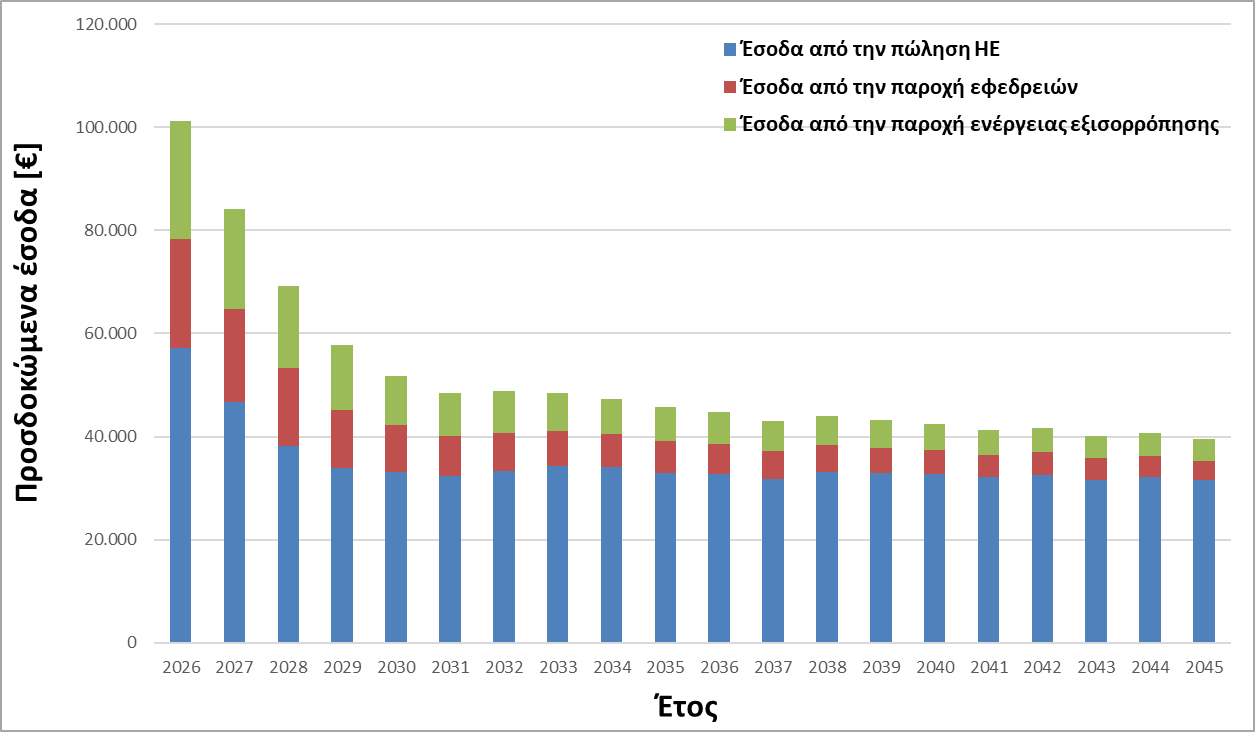 120.000
100.000
80.000
60.000
40.000
20.000
0
Προσδοκώμενα έσοδα [€]
Έσοδα από την πώληση ΗΕ
Έσοδα από την παροχή εφεδρειών
Έσοδα από την παροχή ενέργειας εξισορρόπησης
2026 2027 2028 2029 2030 2031 2032 2033 2034 2035 2036 2037 2038 2039 2040 2041 2042 2043 2044 2045
Έτος